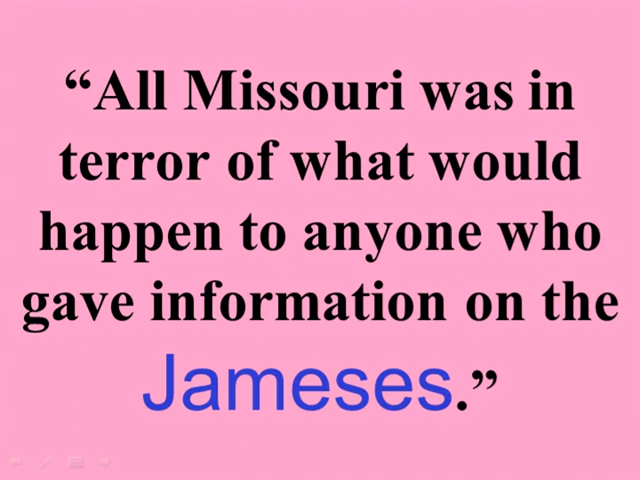 “All Missouri was in
terror of what would
happen to anyone who
gave information on the
Jameses.”